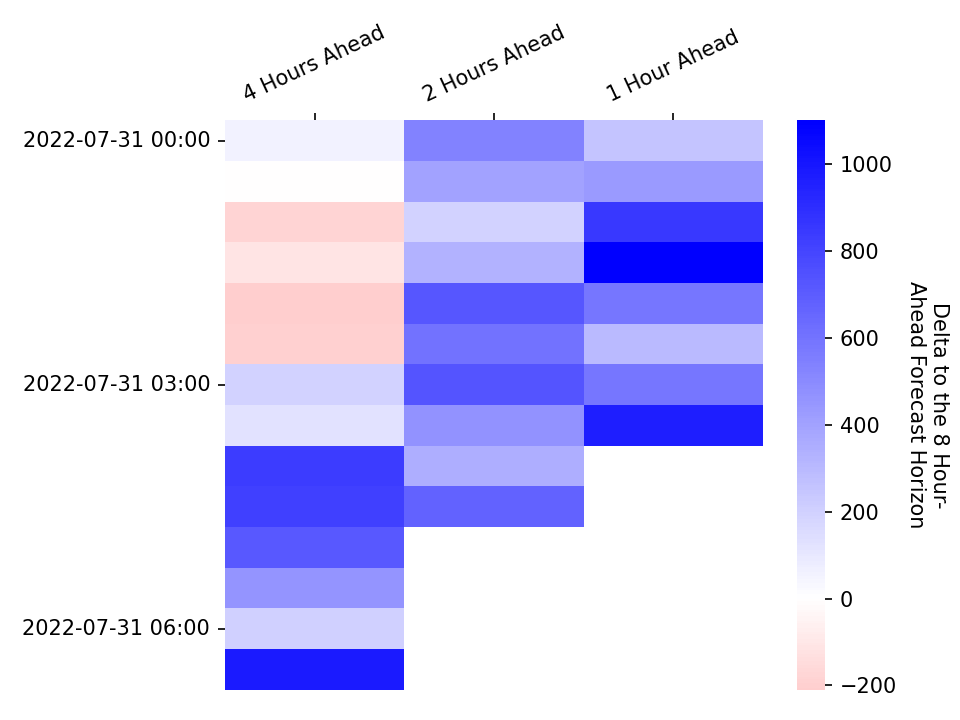 4 Hours Ahead
2 Hours Ahead
1 Hour Ahead
2022-07-31 00:00
2022-07-31 03:00
2022-07-31 06:00
1000
800
600
400
200
0
−200
Delta to the 8 Hour-
Ahead Forecast Horizon